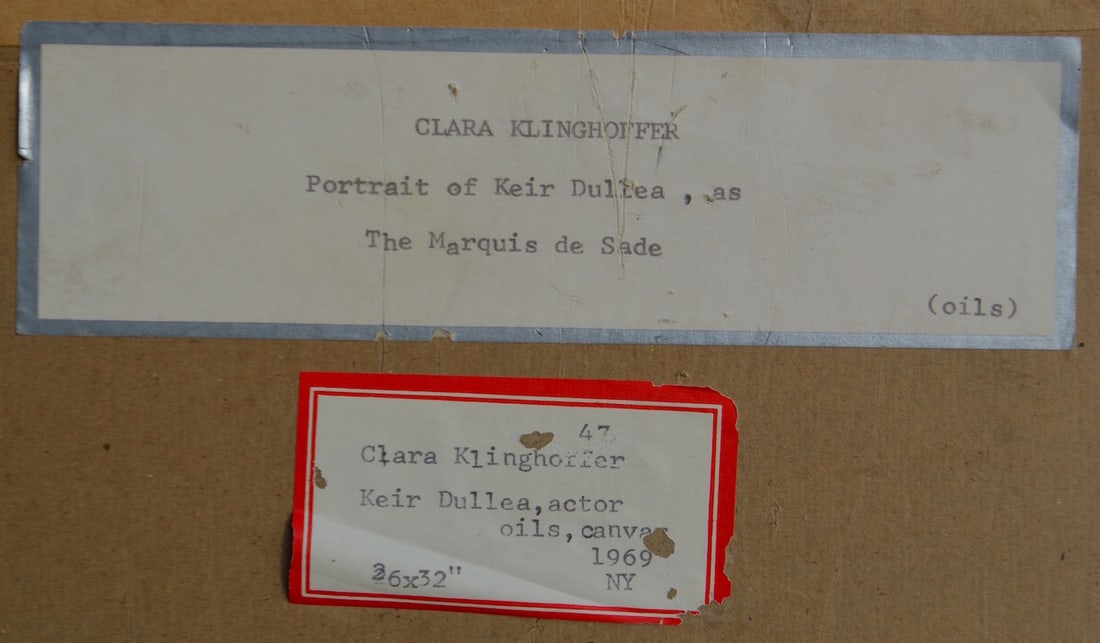 CLARA KLINGHOFFER
Portrait of Keir Dullea , as
The Marquis de Sade
(oils)
47
Clara Klinghoffer
Keir Dullea,actor
oils,canvas
1969
26x32" NY